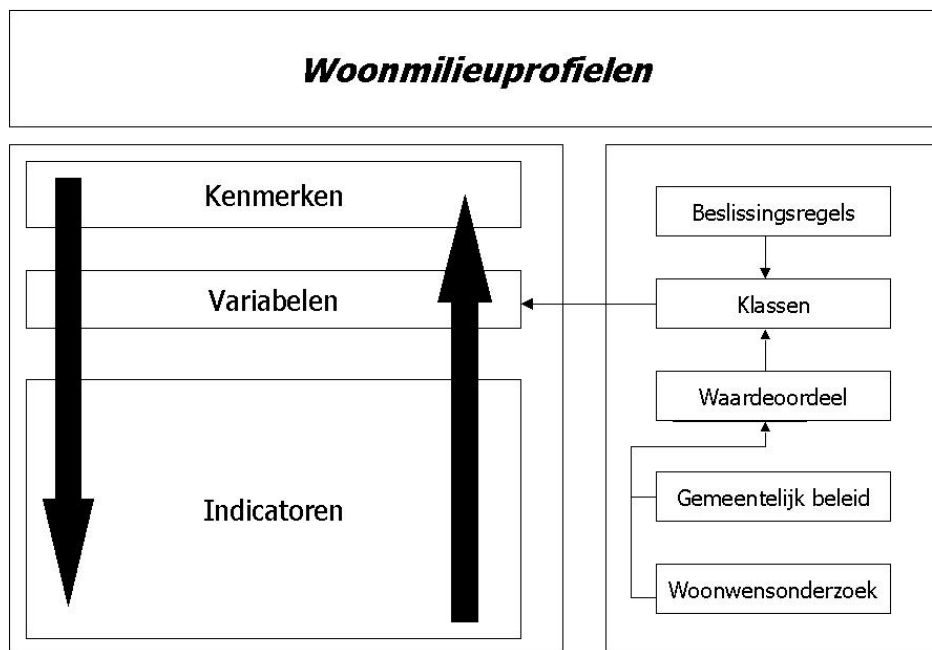 Woonmilieuprofielen
Kenmerken
Variabelen
Indicatoren
Beslissingsregels
Klassen
Waardeoordeel
Gemeentelijk beleid
Woonwensonderzoek